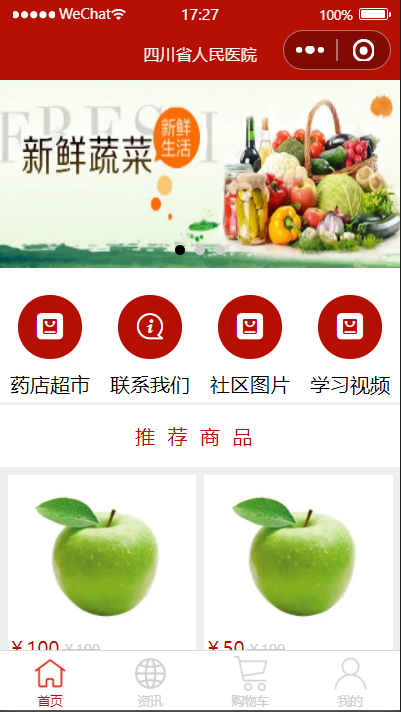 WeChat 17:27 100%
四川省人民医院
FRESH
新鲜蔬菜
新鲜
生活
药店超市 联系我们 社区图片 学习视频
推荐商品
¥100 ¥100 ¥50 ¥100
首页 资讯 购物车 我的